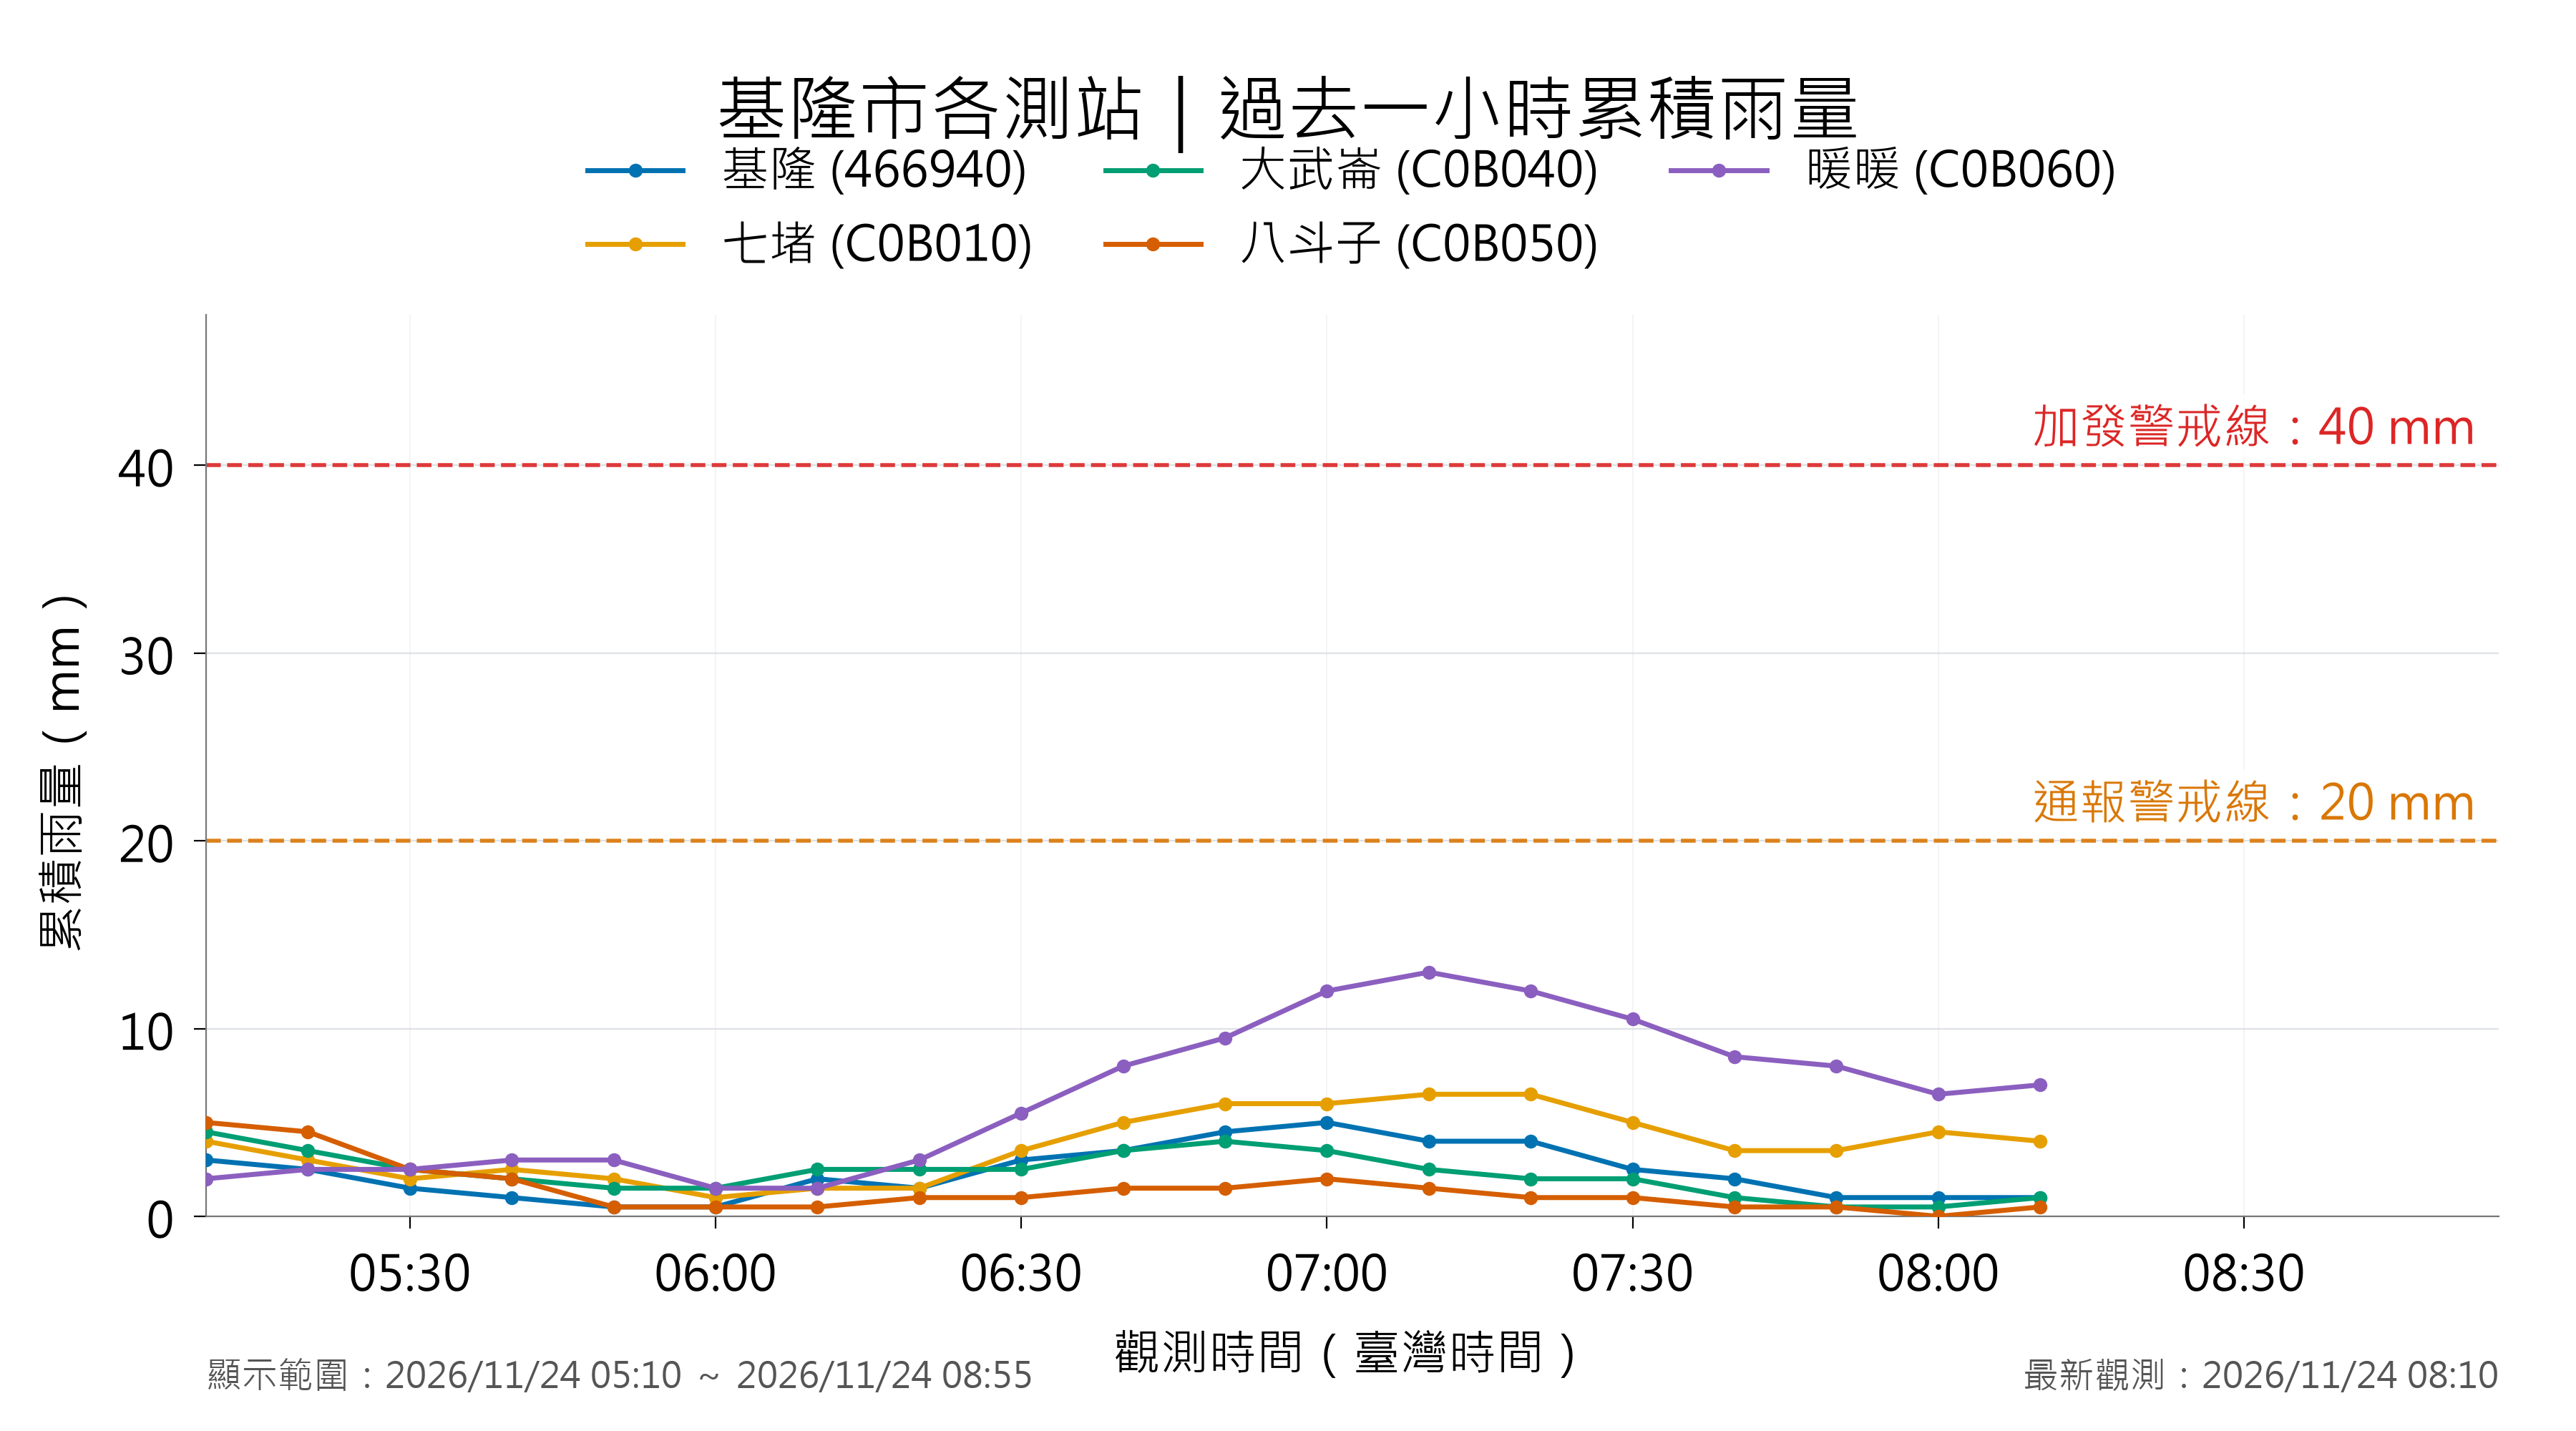 基隆市各測站｜過去一小時累積雨量
基隆 (466940)
大武崙 (C0B040)
暖暖 (C0B060)
七堵 (C0B010)
八斗子 (C0B050)
加發警戒線：40 mm
通報警戒線：20 mm
累積雨量（mm）
40
30
20
10
0
05:30
06:00
06:30
07:00
07:30
08:00
08:30
觀測時間（臺灣時間）
顯示範圍：2026/11/24 05:10 ~ 2026/11/24 08:55
最新觀測：2026/11/24 08:10